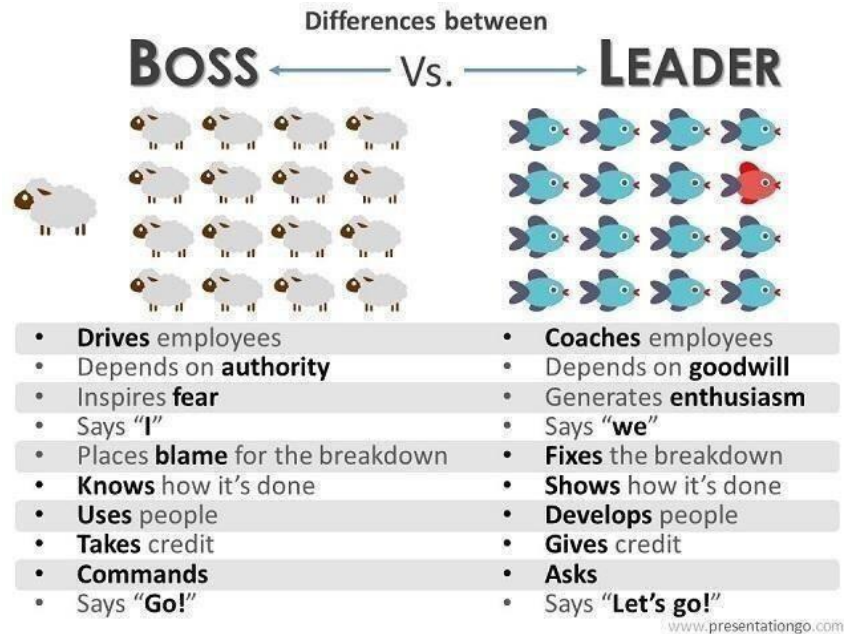 Differences between
BOSS Vs. LEADER
• Drives employees
• Depends on authority
• Inspires fear
• Says “I”
• Places blame for the breakdown
• Knows how it’s done
• Uses people
• Takes credit
• Commands
• Says “Go!”
• Coaches employees
• Depends on goodwill
• Generates enthusiasm
• Says “we”
• Fixes the breakdown
• Shows how it’s done
• Develops people
• Gives credit
• Asks
• Says “Let’s go!”
www.presentationgo.com